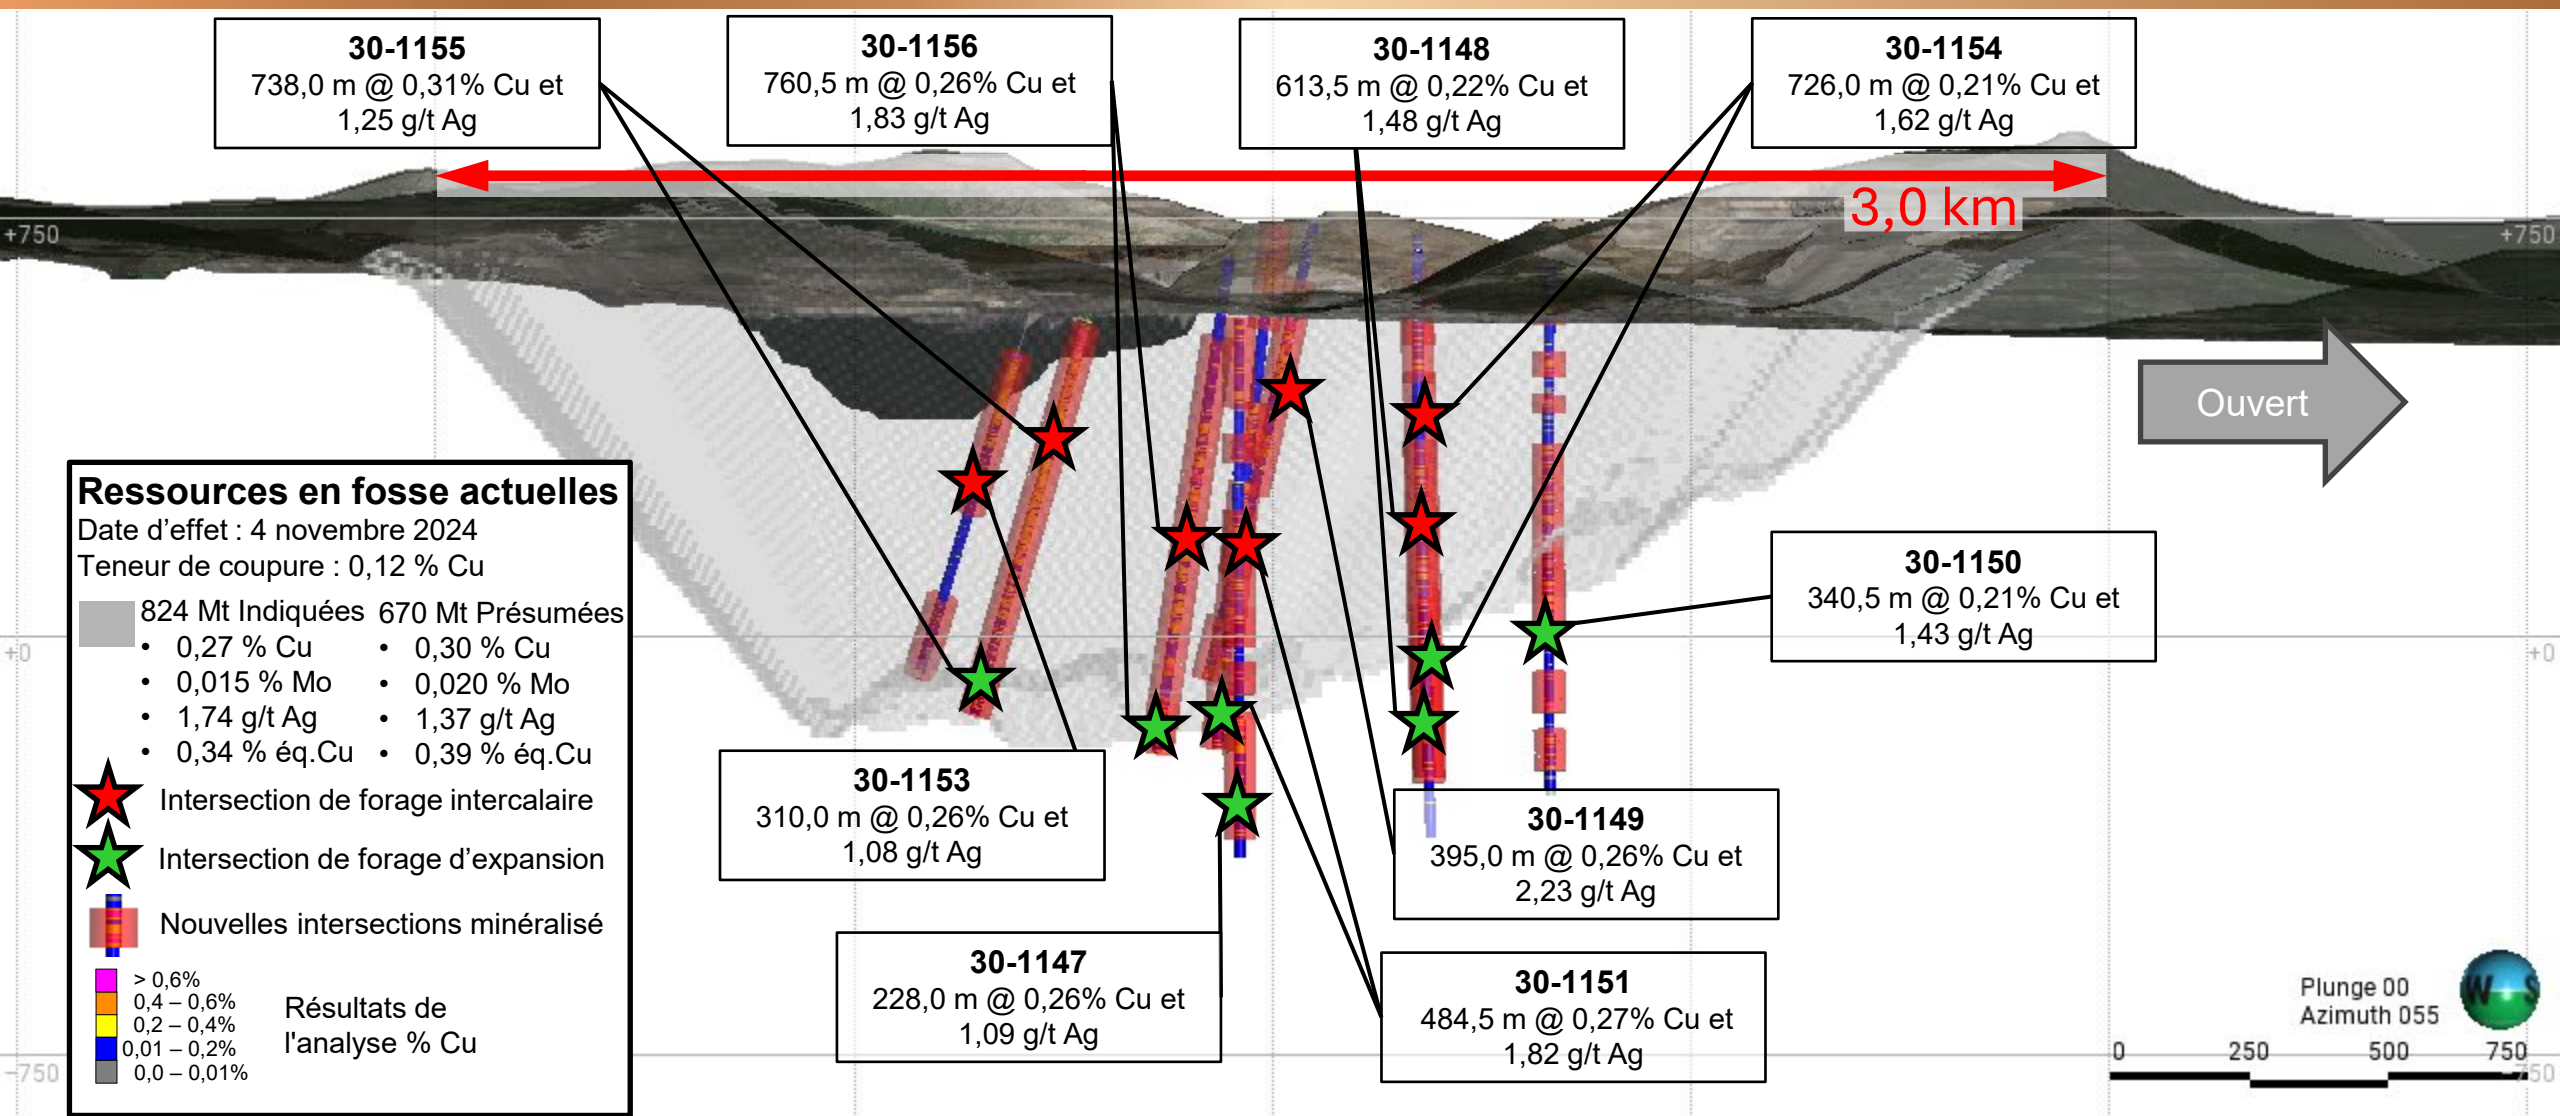 30-1155
738,0 m @ 0,31% Cu et
1,25 g/t Ag
30-1156
760,5 m @ 0,26% Cu et
1,83 g/t Ag
30-1148
613,5 m @ 0,22% Cu et
1,48 g/t Ag
30-1154
726,0 m @ 0,21% Cu et
1,62 g/t Ag
3,0 km
+750
+750
Ouvert
Ressources en fosse actuelles
Date d’effet : 4 novembre 2024
Teneur de coupure : 0,12 % Cu
824 Mt Indiquées
• 0,27 % Cu
• 0,015 % Mo
• 1,74 g/t Ag
• 0,34 % éq.Cu
670 Mt Présumées
• 0,30 % Cu
• 0,020 % Mo
• 1,37 g/t Ag
• 0,39 % éq.Cu
Intersection de forage intercalaire
Intersection de forage d’expansion
Nouvelles intersections minéralisé
> 0,6%
0,4 – 0,6%
0,2 – 0,4%
0,01 – 0,2%
0,0 – 0,01%
Résultats de
l'analyse % Cu
30-1150
340,5 m @ 0,21% Cu et
1,43 g/t Ag
+0
+0
30-1153
310,0 m @ 0,26% Cu et
1,08 g/t Ag
30-1149
395,0 m @ 0,26% Cu et
2,23 g/t Ag
30-1147
228,0 m @ 0,26% Cu et
1,09 g/t Ag
30-1151
484,5 m @ 0,27% Cu et
1,82 g/t Ag
Plunge 00
Azimuth 055
W S
0 250 500 750
-750
-750